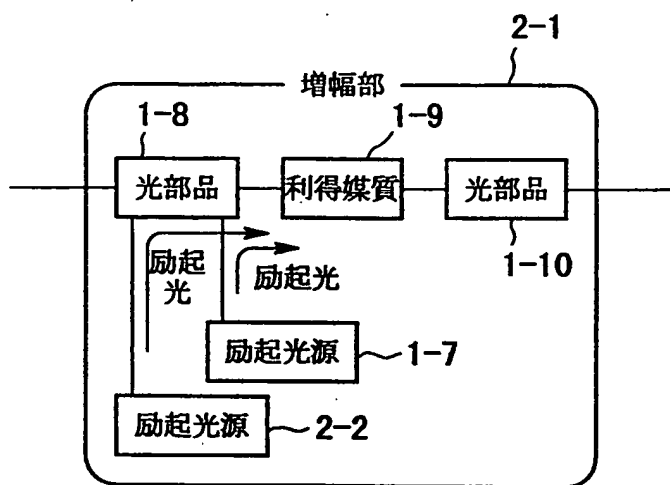 2-1
増幅部
1-8
1-9
光部品
利得媒質
光部品
1-10
励起
光
励起光
励起光源
1-7
励起光源
2-2